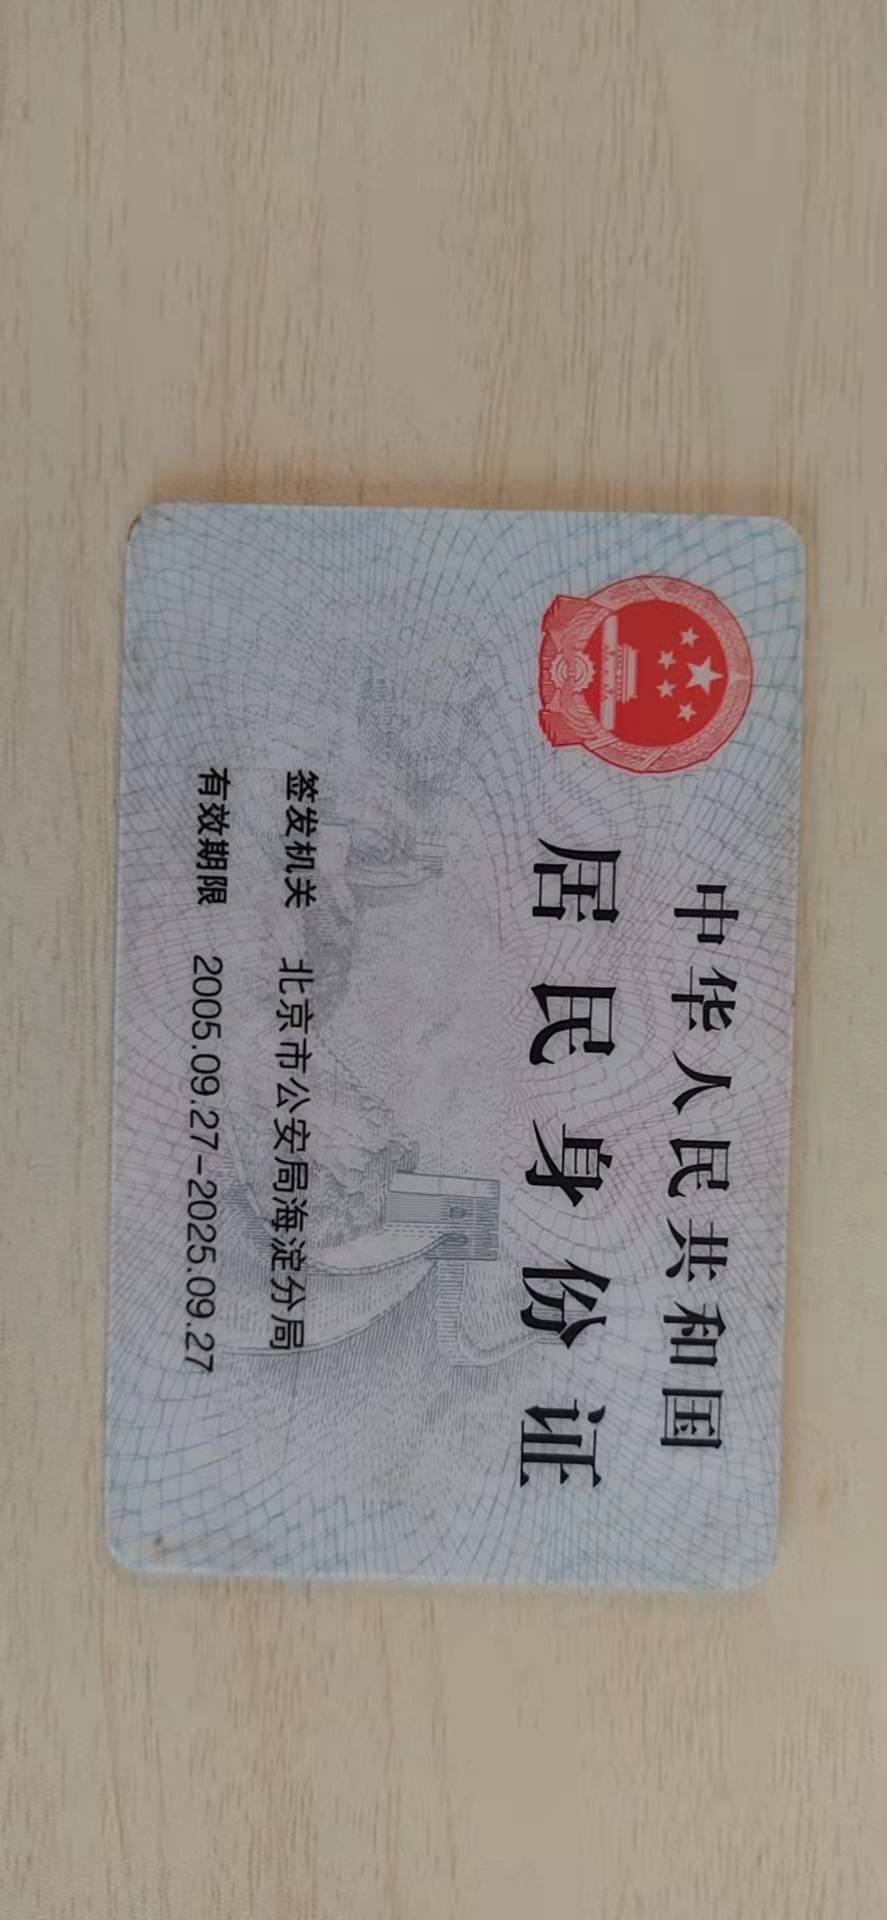 中华人民共和国
居民身份证
签发机关 北京市公安局海淀分局
有效期限 2005.09.27-2025.09.27